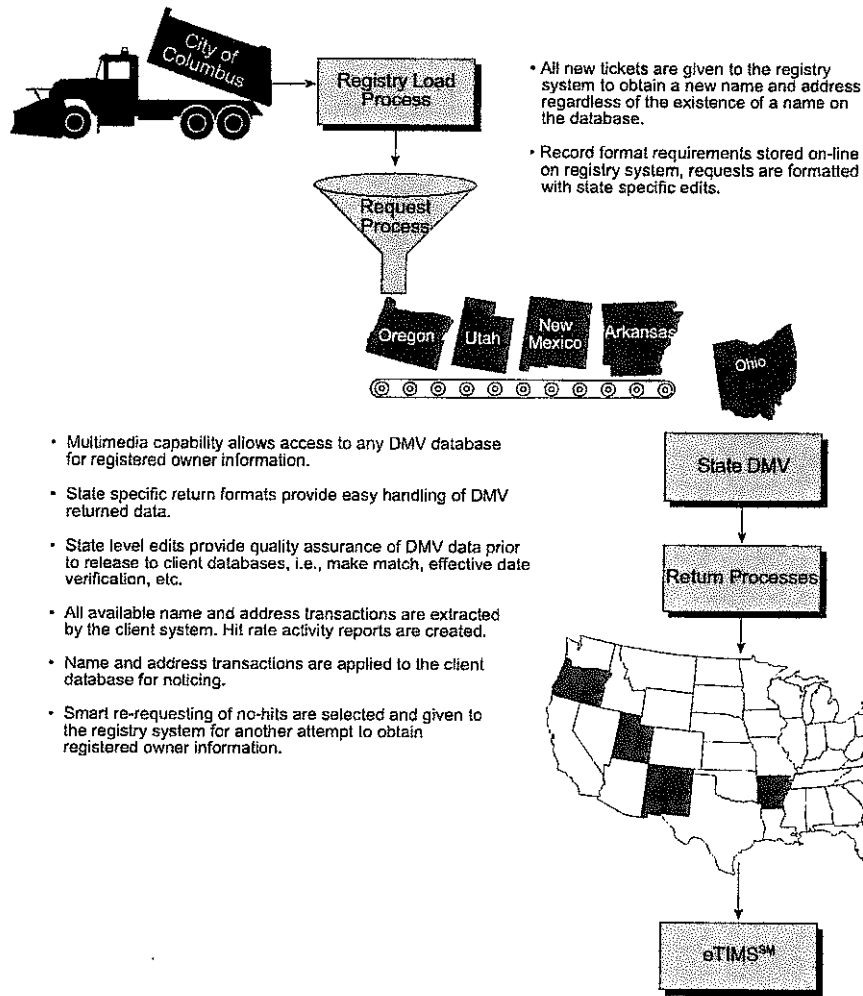 City of
Columbus
Registry Load
Process
• All new tickets are given to the registry
system to obtain a new name and address
regardless of the existence of a name on
the database.
• Record format requirements stored on-line
on registry system, requests are formatted
with state specific edits.
Request
Process
Oregon
Utah
New
Mexico
Arkansas
Ohio
• Multimedia capability allows access to any DMV database
for registered owner information.
• State specific return formats provide easy handling of DMV
returned data.
• State level edits provide quality assurance of DMV data prior
to release to client databases, i.e., make match, effective date
verification, etc.
• All available name and address transactions are extracted
by the client system. Hit rate activity reports are created.
• Name and address transactions are applied to the client
database for noticing.
• Smart re-requesting of no-hits are selected and given to
the registry system for another attempt to obtain
registered owner information.
State DMV
Return Processes
eTIMS℠